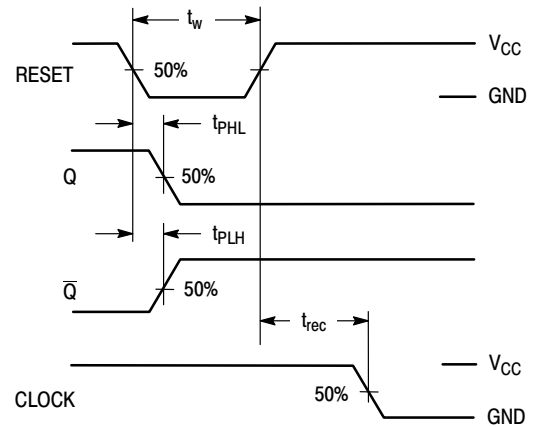 t_w
V_CC
RESET
50%
GND
t_PHL
Q
50%
t_PLH
Q̅
50%
t_rec
V_CC
CLOCK
50%
GND